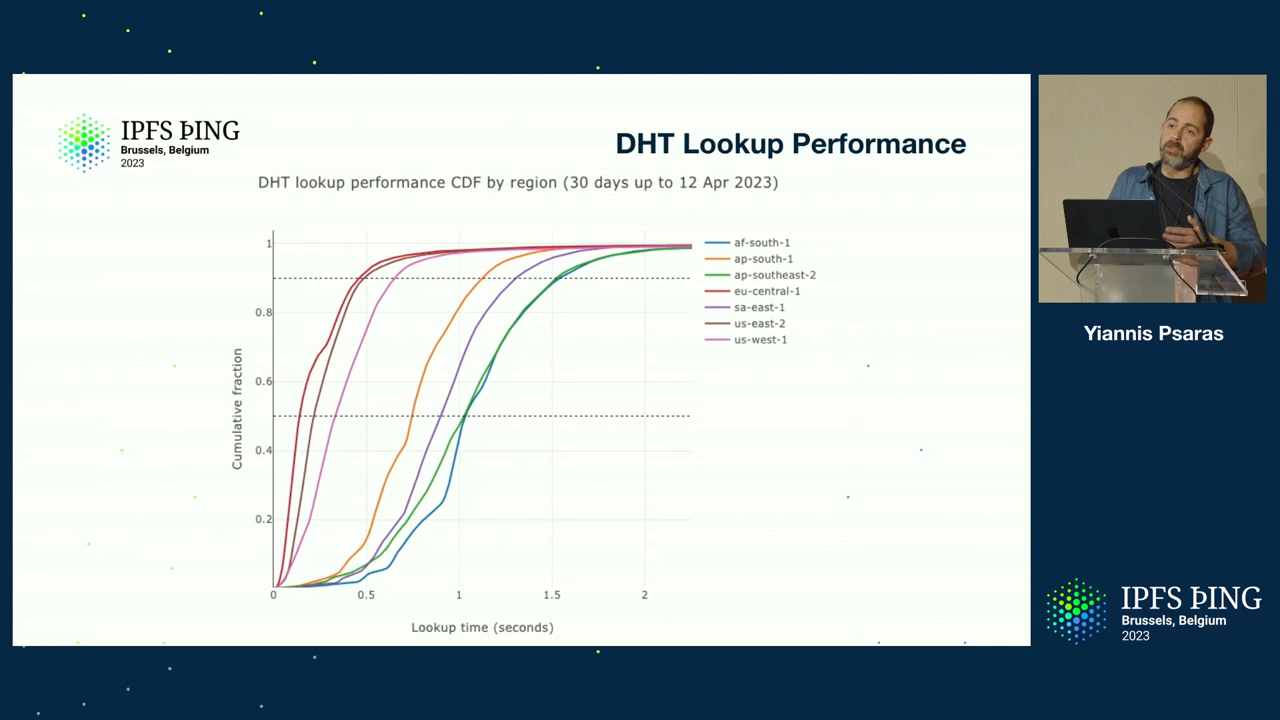 IPFS ÞING
Brussels, Belgium
2023
DHT Lookup Performance
DHT lookup performance CDF by region (30 days up to 12 Apr 2023)
1
0.8
0.6
0.4
0.2
Cumulative fraction
0
0.5
1
1.5
2
Lookup time (seconds)
af-south-1
ap-south-1
ap-southeast-2
eu-central-1
sa-east-1
us-east-2
us-west-1
Yiannis Psaras
IPFS ÞING
Brussels, Belgium
2023